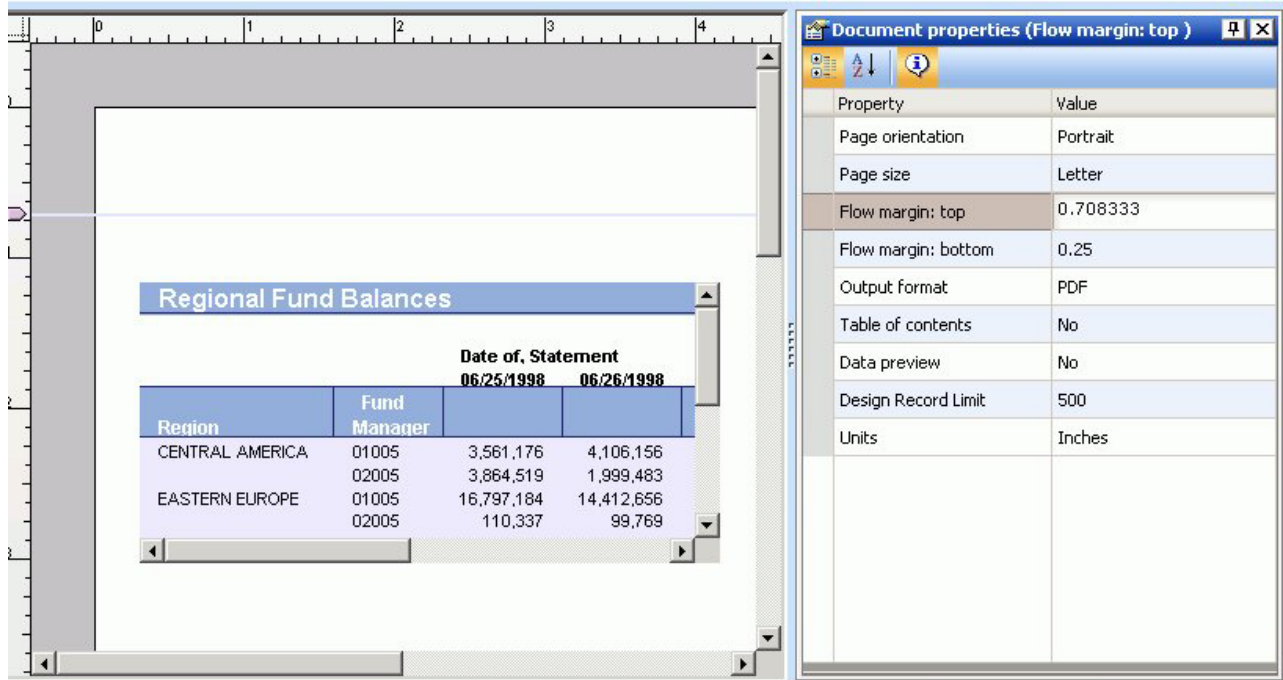 0 1 2 3 4
Document properties (Flow margin: top )
Property Value
Page orientation Portrait
Page size Letter
Flow margin: top 0.708333
Flow margin: bottom 0.25
Output format PDF
Table of contents No
Data preview No
Design Record Limit 500
Units Inches
Regional Fund Balances
Date of, Statement
06/25/1998 06/26/1998
Fund
Region Manager
CENTRAL AMERICA 01005 3,561,176 4,106,156
02005 3,864,519 1,999,483
EASTERN EUROPE 01005 16,797,184 14,412,656
02005 110,337 99,769